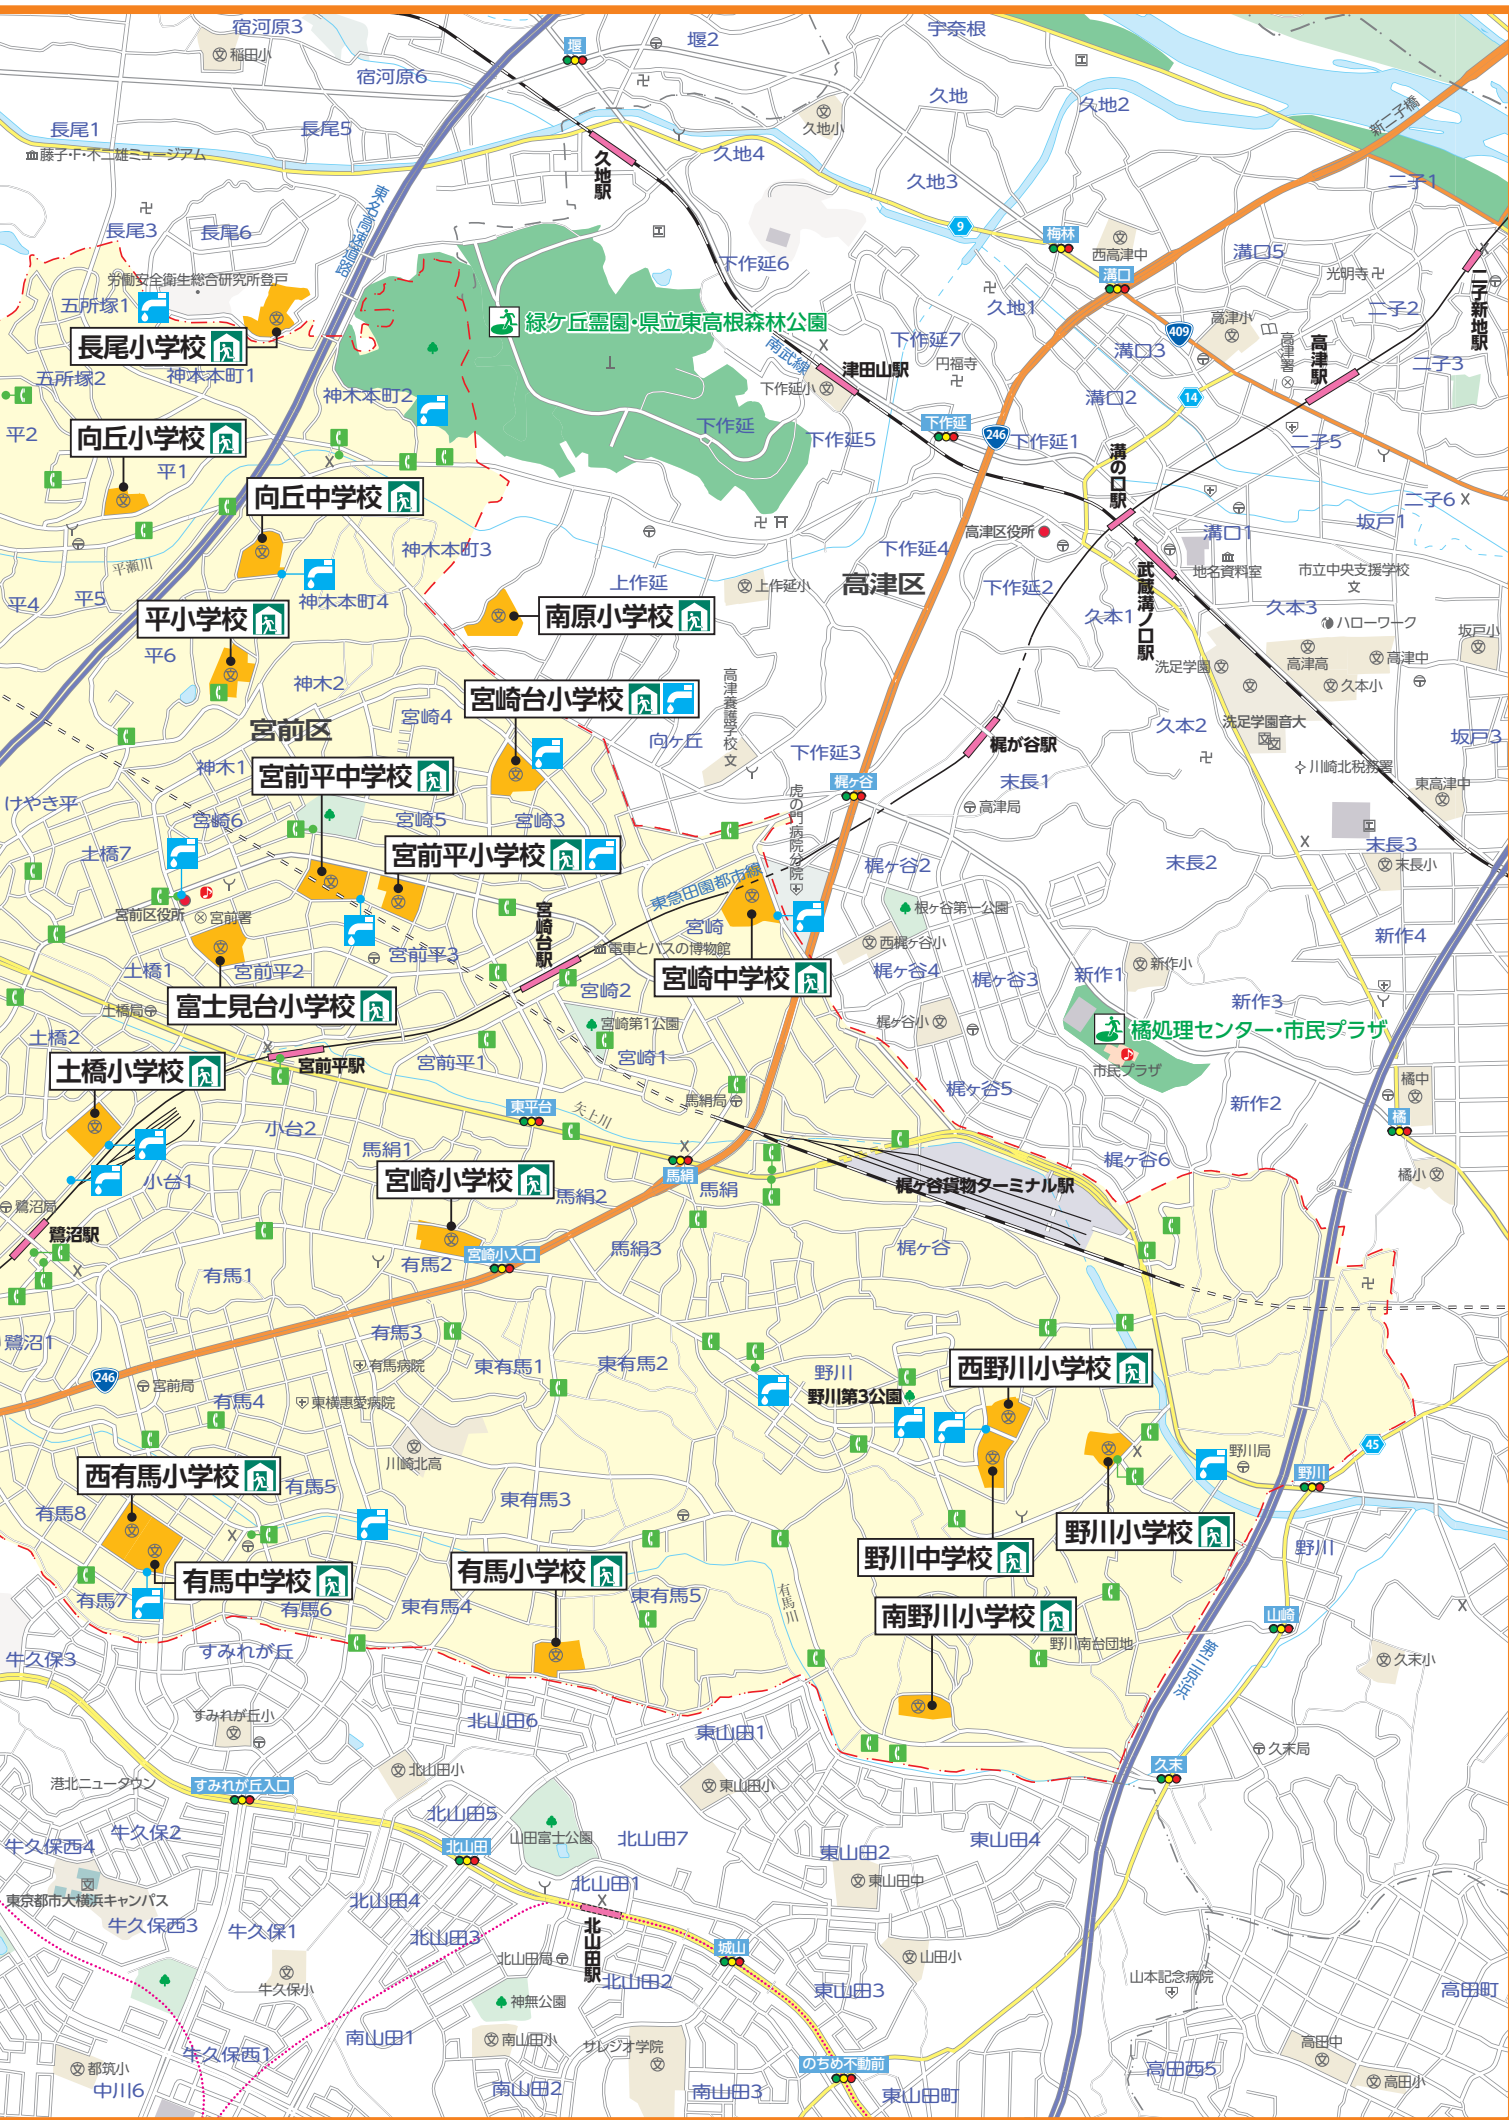 宿河原3
稲田小
堰
堰2
宇奈根
宿河原6
久地
久地2
久地小
新二子橋
長尾1
長尾5
藤子・F・不二雄ミュージアム
久地駅
久地4
久地3
二子1
東名高速道路
長尾3
長尾6
9
梅林
西高津中
溝口
溝口5
光明寺
二子新地駅
下作延6
労働安全衛生総合研究所登戸
五所塚1
久地1
二子2
長尾小学校
緑ケ丘霊園・県立東高根森林公園
南武線
下作延7
409
高津小
高津署
高津駅
溝口3
津田山駅
円福寺
二子3
五所塚2
神木本町1
神木本町2
下作延小
溝口2
14
平2
向丘小学校
下作延
下作延5
下作延
246
下作延1
溝の口駅
二子5
平1
向丘中学校
二子6
坂戸1
高津区役所
溝口1
平瀬川
神木本町3
下作延4
地名資料室
市立中央支援学校
武蔵溝ノ口駅
平4
平5
神木本町4
上作延
上作延小
高津区
下作延2
久本1
久本3
ハローワーク
坂戸小
平小学校
南原小学校
平6
洗足学園
高津高
高津中
神木2
高津養護学校
久本小
宮崎台小学校
宮前区
宮崎4
向ヶ丘
下作延3
梶が谷駅
久本2
洗足学園音大
坂戸3
神木1
宮前平中学校
梶ヶ谷
末長1
川崎北税務署
東高津中
けやき平
宮崎6
宮崎5
宮崎3
虎の門病院分院
高津局
土橋7
宮前平小学校
末長3
末長2
末長小
東急田園都市線
梶ヶ谷2
宮前区役所
宮前署
宮崎台駅
宮崎
根ヶ谷第一公園
土橋1
宮前平2
宮前平3
電車とバスの博物館
西梶ヶ谷小
新作4
富士見台小学校
宮崎中学校
梶ヶ谷4
梶ヶ谷3
新作1
新作小
宮崎2
新作3
土橋局
宮崎第1公園
梶ヶ谷小
橘処理センター・市民プラザ
土橋2
宮前平1
宮崎1
土橋小学校
宮前平駅
市民プラザ
橘中
馬絹局
梶ヶ谷5
新作2
橘
東平台
矢上川
小台2
馬絹1
梶ヶ谷6
橘小
小台1
宮崎小学校
馬絹2
馬絹
馬絹
梶ヶ谷貨物ターミナル駅
鷺沼局
鷺沼駅
有馬1
有馬2
宮崎小入口
馬絹3
梶ヶ谷
鷺沼1
有馬3
東有馬1
東有馬2
野川
西野川小学校
246
宮前局
有馬病院
有馬4
東横恵愛病院
野川第3公園
川崎北高
野川局
45
西有馬小学校
有馬5
野川
有馬8
東有馬3
野川小学校
野川中学校
野川
有馬中学校
有馬小学校
有馬7
有馬6
東有馬4
東有馬5
有馬川
南野川小学校
山崎
すみれが丘
野川南台団地
牛久保3
第三京浜
久末小
すみれが丘小
北山田6
東山田1
久末局
久末
港北ニュータウン
すみれが丘入口
北山田小
東山田小
牛久保2
北山田5
山田富士公園
北山田7
牛久保西4
北山田
東山田2
東山田4
北山田1
東山田中
東京都市大横浜キャンパス
北山田4
牛久保西3
牛久保1
北山田3
北山田駅
北山田局
城山
山田小
北山田2
山本記念病院
牛久保小
東山田3
高田町
神無公園
南山田1
南山田小
サレジオ学院
牛久保西1
高田中
都筑小
のちめ不動前
中川6
南山田2
南山田3
東山田町
高田西5
高田小